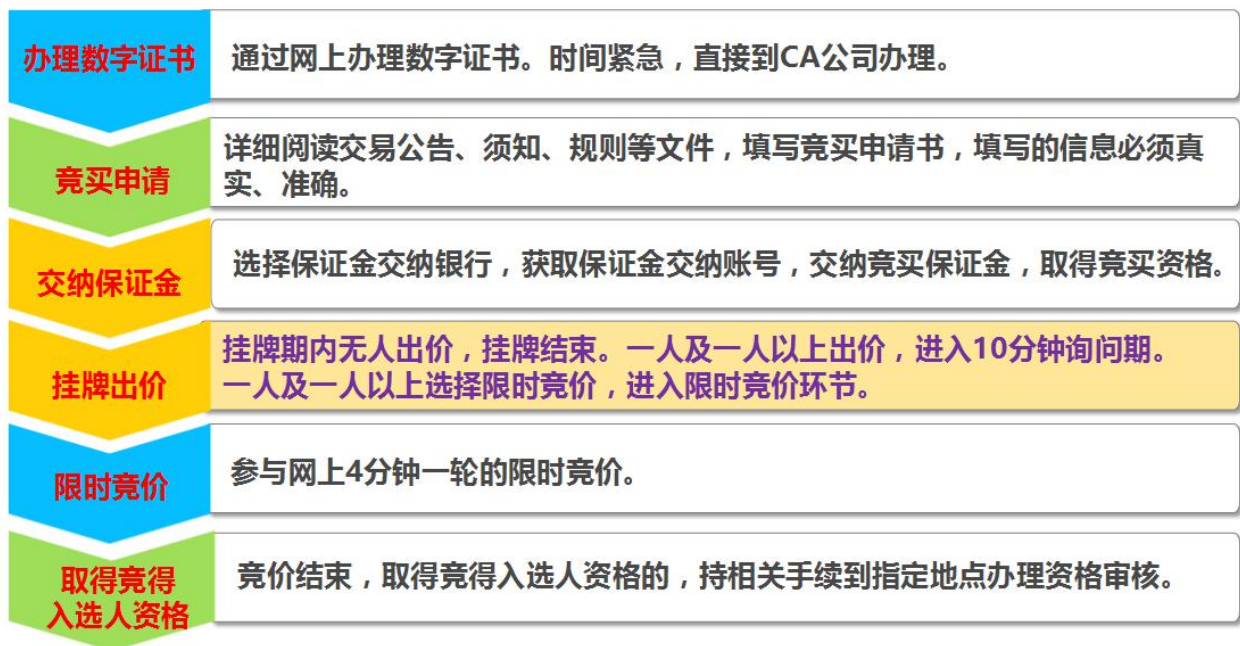 办理数字证书
通过网上办理数字证书。时间紧急，直接到CA公司办理。
竞买申请
详细阅读交易公告、须知、规则等文件，填写竞买申请书，填写的信息必须真
实、准确。
交纳保证金
选择保证金交纳银行，获取保证金交纳账号，交纳竞买保证金，取得竞买资格。
挂牌出价
挂牌期内无人出价，挂牌结束。一人及一人以上出价，进入10分钟询问期。
一人及一人以上选择限时竞价，进入限时竞价环节。
限时竞价
参与网上4分钟一轮的限时竞价。
取得竞得
入选人资格
竞价结束，取得竞得入选人资格的，持相关手续到指定地点办理资格审核。